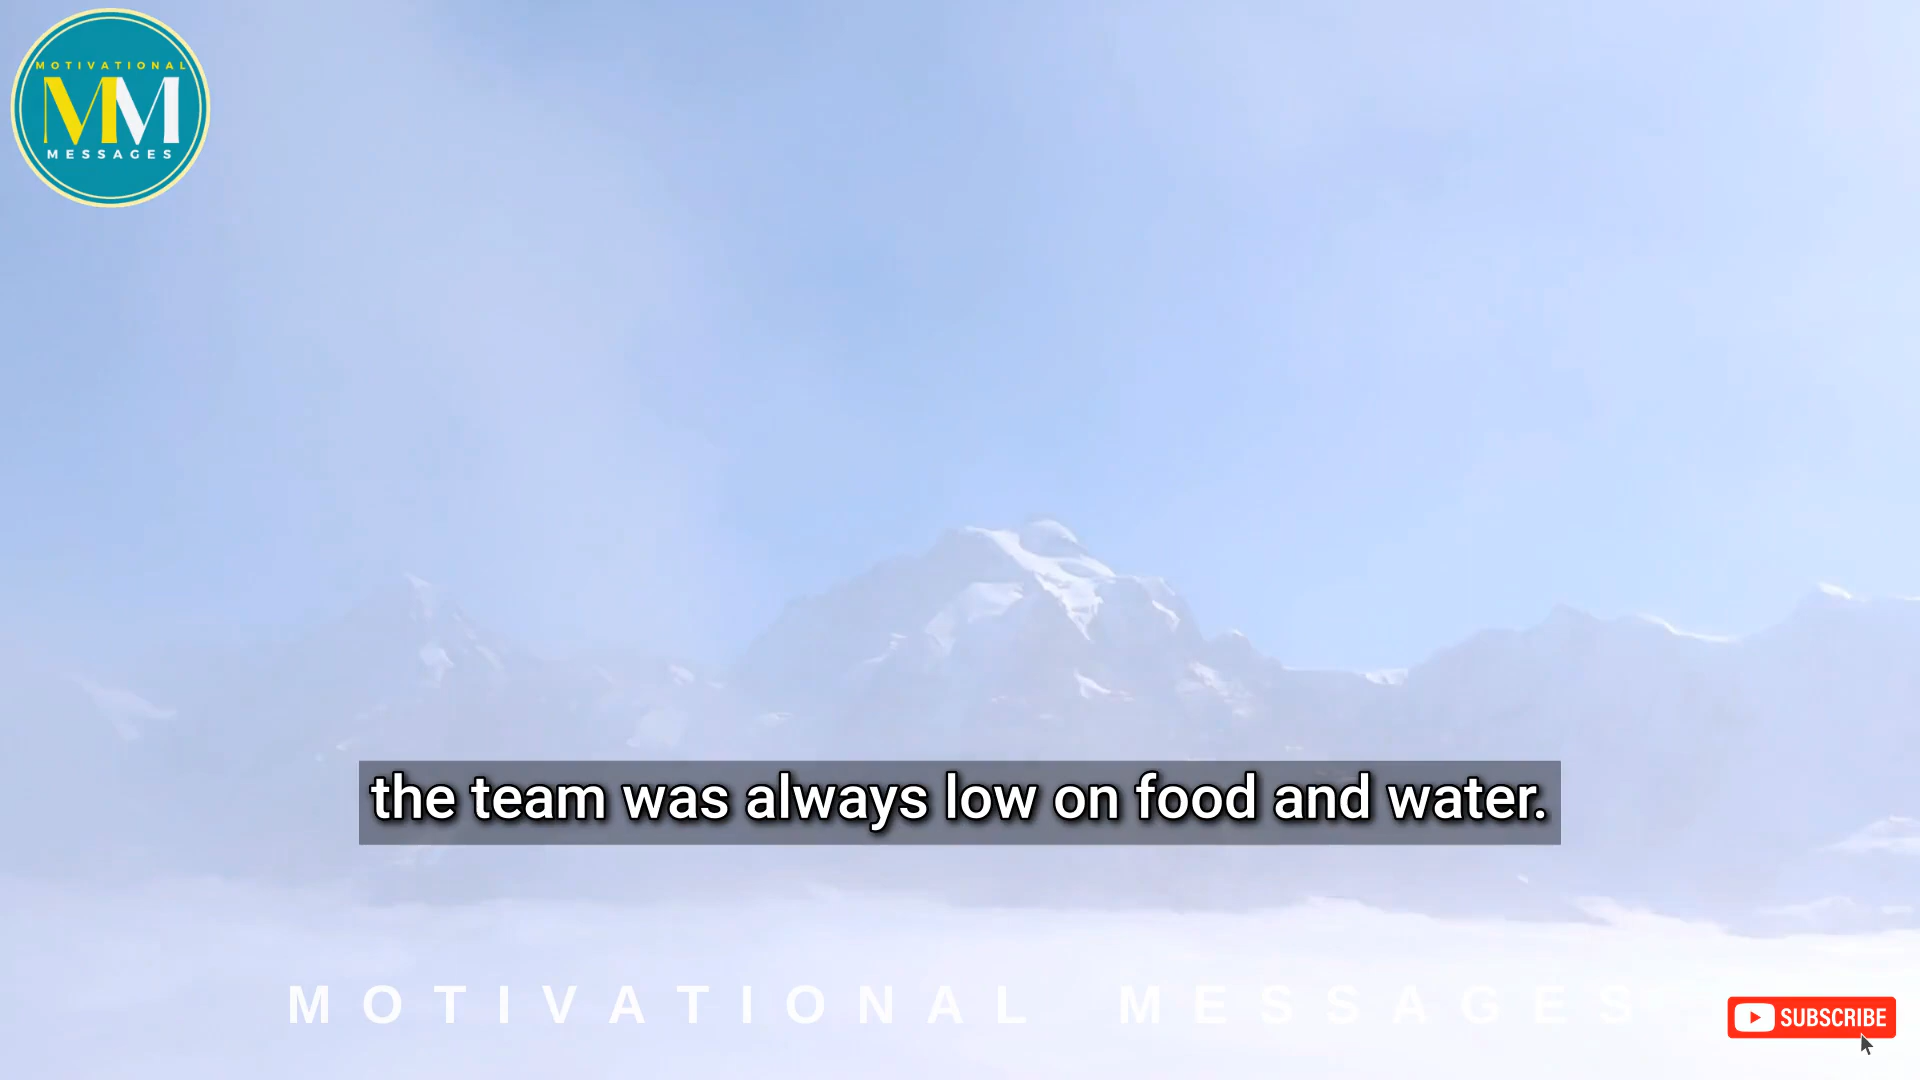 MOTIVATIONAL
MM
MESSAGES
the team was always low on food and water.
MOTIVATIONAL MESSAGES
SUBSCRIBE